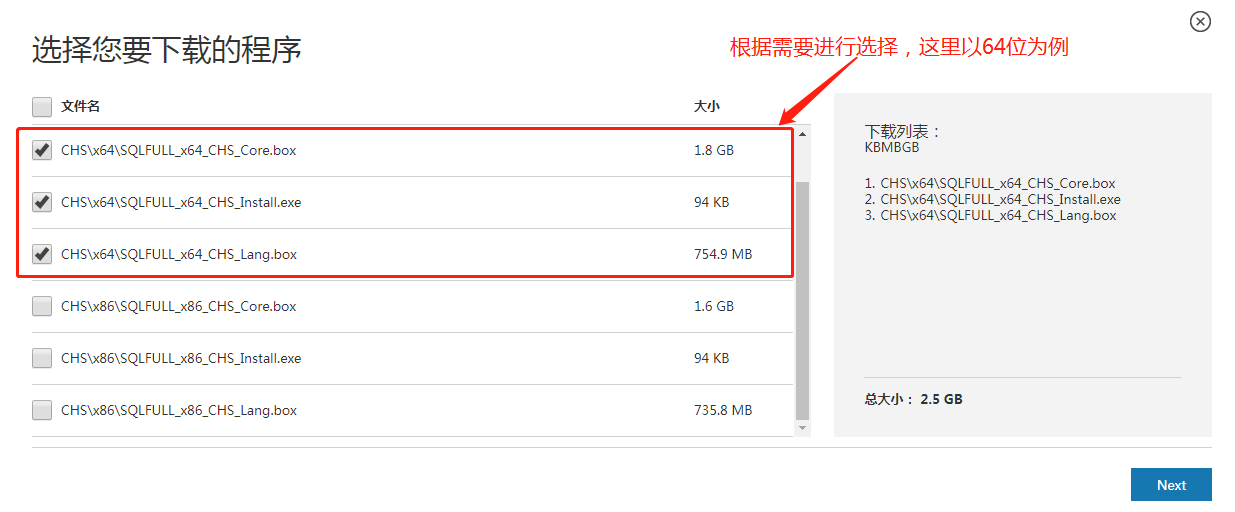 选择您要下载的程序
根据需要进行选择，这里以64位为例
文件名 大小
CHS\x64\SQLFULL_x64_CHS_Core.box 1.8 GB
CHS\x64\SQLFULL_x64_CHS_Install.exe 94 KB
CHS\x64\SQLFULL_x64_CHS_Lang.box 754.9 MB
CHS\x86\SQLFULL_x86_CHS_Core.box 1.6 GB
CHS\x86\SQLFULL_x86_CHS_Install.exe 94 KB
CHS\x86\SQLFULL_x86_CHS_Lang.box 735.8 MB
下载列表：
KBMBGB
1. CHS\x64\SQLFULL_x64_CHS_Core.box
2. CHS\x64\SQLFULL_x64_CHS_Install.exe
3. CHS\x64\SQLFULL_x64_CHS_Lang.box
总大小： 2.5 GB
Next